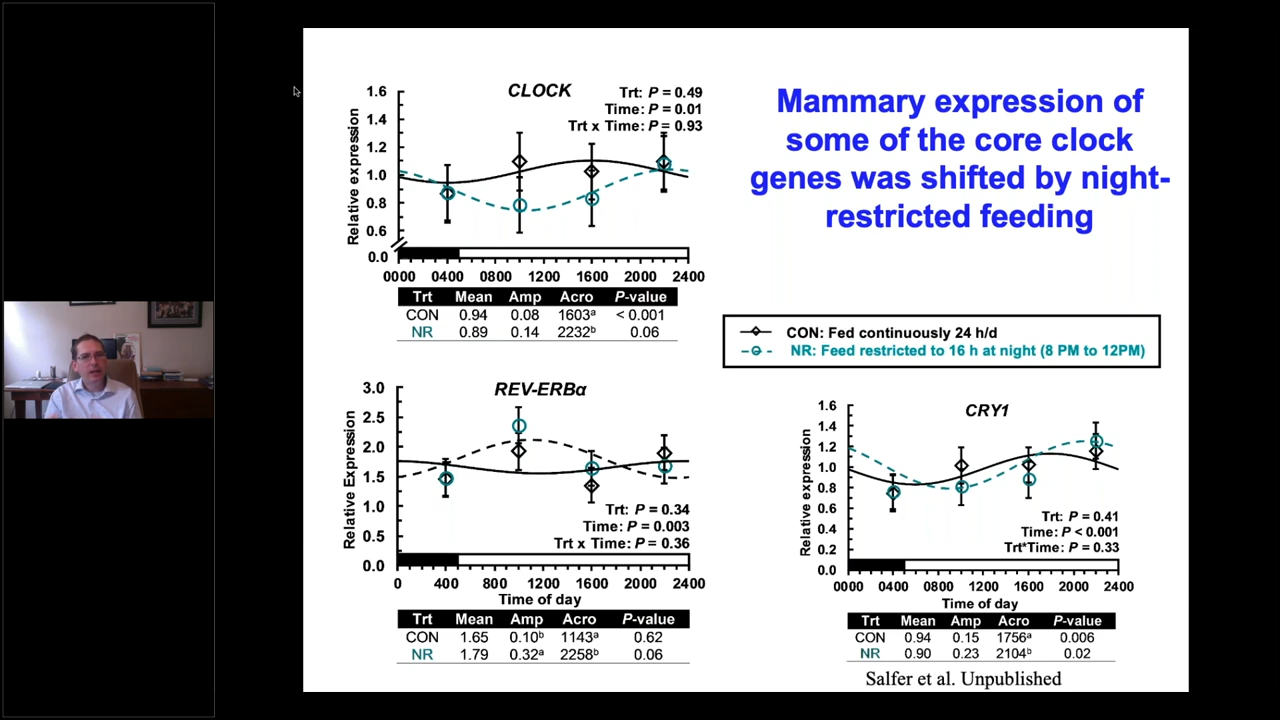 Mammary expression of
some of the core clock
genes was shifted by night-
restricted feeding
CLOCK
Trt: P = 0.49
Time: P = 0.01
Trt x Time: P = 0.93
Relative expression
1.6
1.4
1.2
1.0
0.8
0.6
0.0
0000 0400 0800 1200 1600 2000 2400
Trt Mean Amp Acro P-value
CON 0.94 0.08 1603ª < 0.001
NR 0.89 0.14 2232ᵇ 0.06
CON: Fed continuously 24 h/d
NR: Feed restricted to 16 h at night (8 PM to 12PM)
REV-ERBα
Relative Expression
3.0
2.5
2.0
1.5
1.0
0.5
0.0
Trt: P = 0.34
Time: P = 0.003
Trt x Time: P = 0.36
0 400 800 1200 1600 2000 2400
Time of day
Trt Mean Amp Acro P-value
CON 1.65 0.10ᵇ 1143ª 0.62
NR 1.79 0.32ª 2258ᵇ 0.06
CRY1
Relative expression
1.6
1.4
1.2
1.0
0.8
0.6
0.4
0.2
0.0
Trt: P = 0.41
Time: P < 0.001
Trt*Time: P = 0.33
0000 0400 0800 1200 1600 2000 2400
Time of day
Trt Mean Amp Acro P-value
CON 0.94 0.15 1756ª 0.006
NR 0.90 0.23 2104ᵇ 0.02
Salfer et al. Unpublished